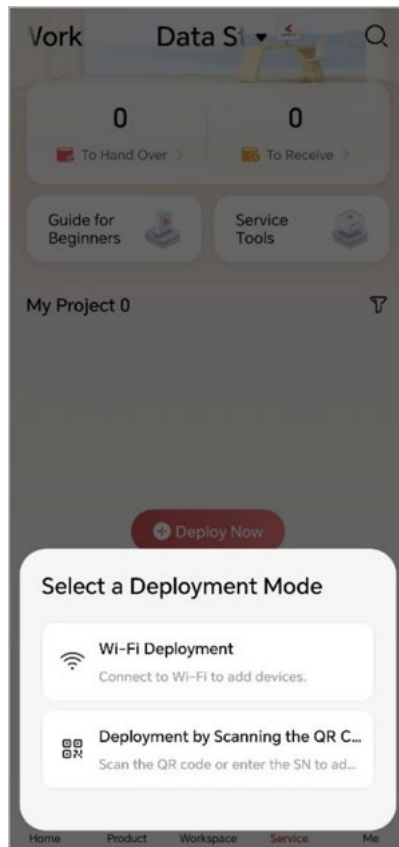 Work
Data St
0
0
To Hand Over >
To Receive >
Guide for
Beginners
Service
Tools
My Project 0
Deploy Now
Select a Deployment Mode
Wi-Fi Deployment
Connect to Wi-Fi to add devices.
Deployment by Scanning the QR C...
Scan the QR code or enter the SN to ad...
Home
Product
Workspace
Service
Me